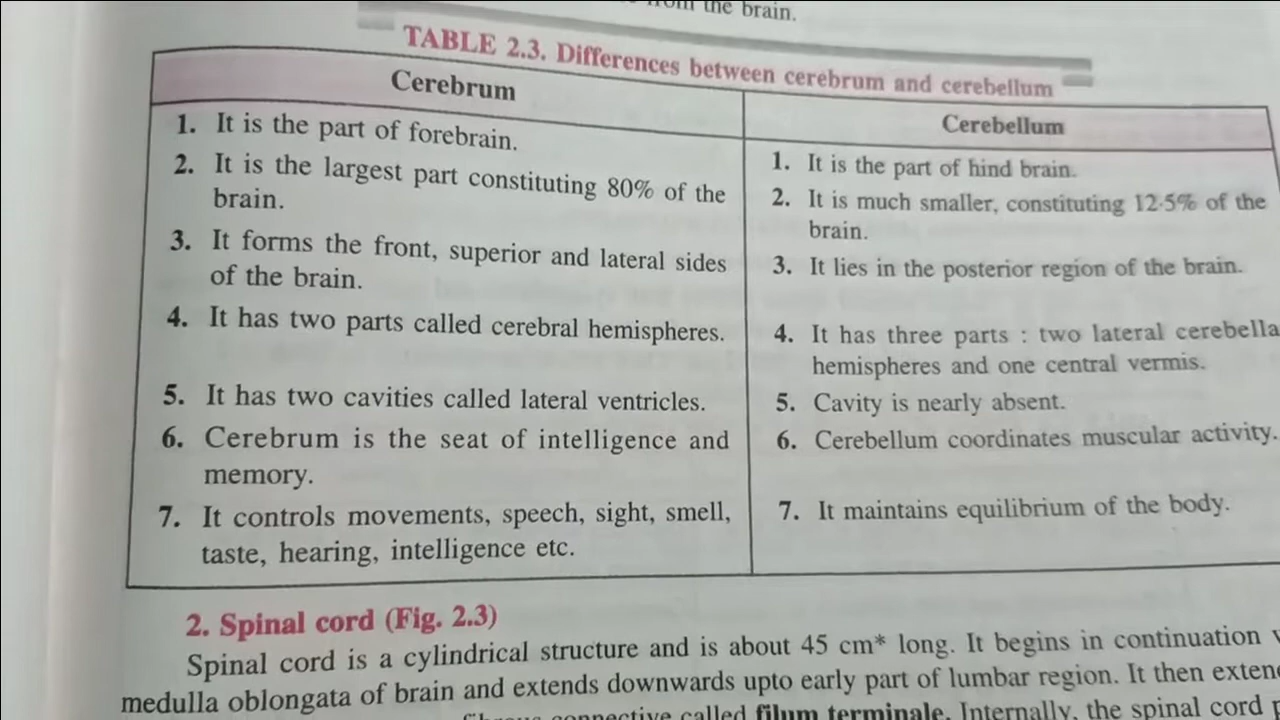 the brain.
TABLE 2.3. Differences between cerebrum and cerebellum
Cerebrum
1. It is the part of forebrain.
2. It is the largest part constituting 80% of the
brain.
3. It forms the front, superior and lateral sides
of the brain.
4. It has two parts called cerebral hemispheres.
5. It has two cavities called lateral ventricles.
6. Cerebrum is the seat of intelligence and
memory.
7. It controls movements, speech, sight, smell,
taste, hearing, intelligence etc.
Cerebellum
1. It is the part of hind brain.
2. It is much smaller, constituting 12·5% of the
brain.
3. It lies in the posterior region of the brain.
4. It has three parts : two lateral cerebella
hemispheres and one central vermis.
5. Cavity is nearly absent.
6. Cerebellum coordinates muscular activity.
7. It maintains equilibrium of the body.
2. Spinal cord (Fig. 2.3)
Spinal cord is a cylindrical structure and is about 45 cm* long. It begins in continuation
medulla oblongata of brain and extends downwards upto early part of lumbar region. It then exten
connective called filum terminale. Internally, the spinal cord